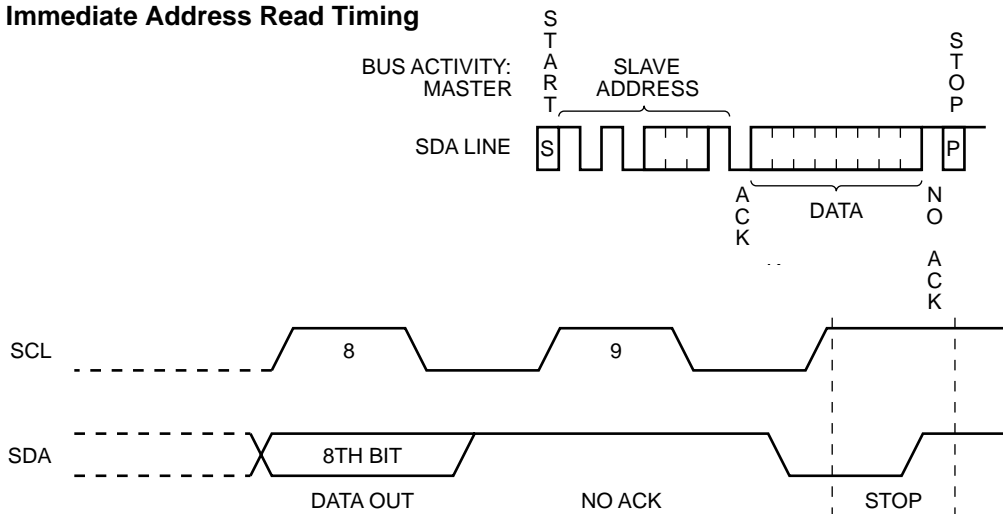 Immediate Address Read Timing
START
BUS ACTIVITY:
MASTER
SLAVE
ADDRESS
STOP
SDA LINE
S
P
ACK
DATA
NO ACK
SCL
8
9
SDA
8TH BIT
DATA OUT
NO ACK
STOP